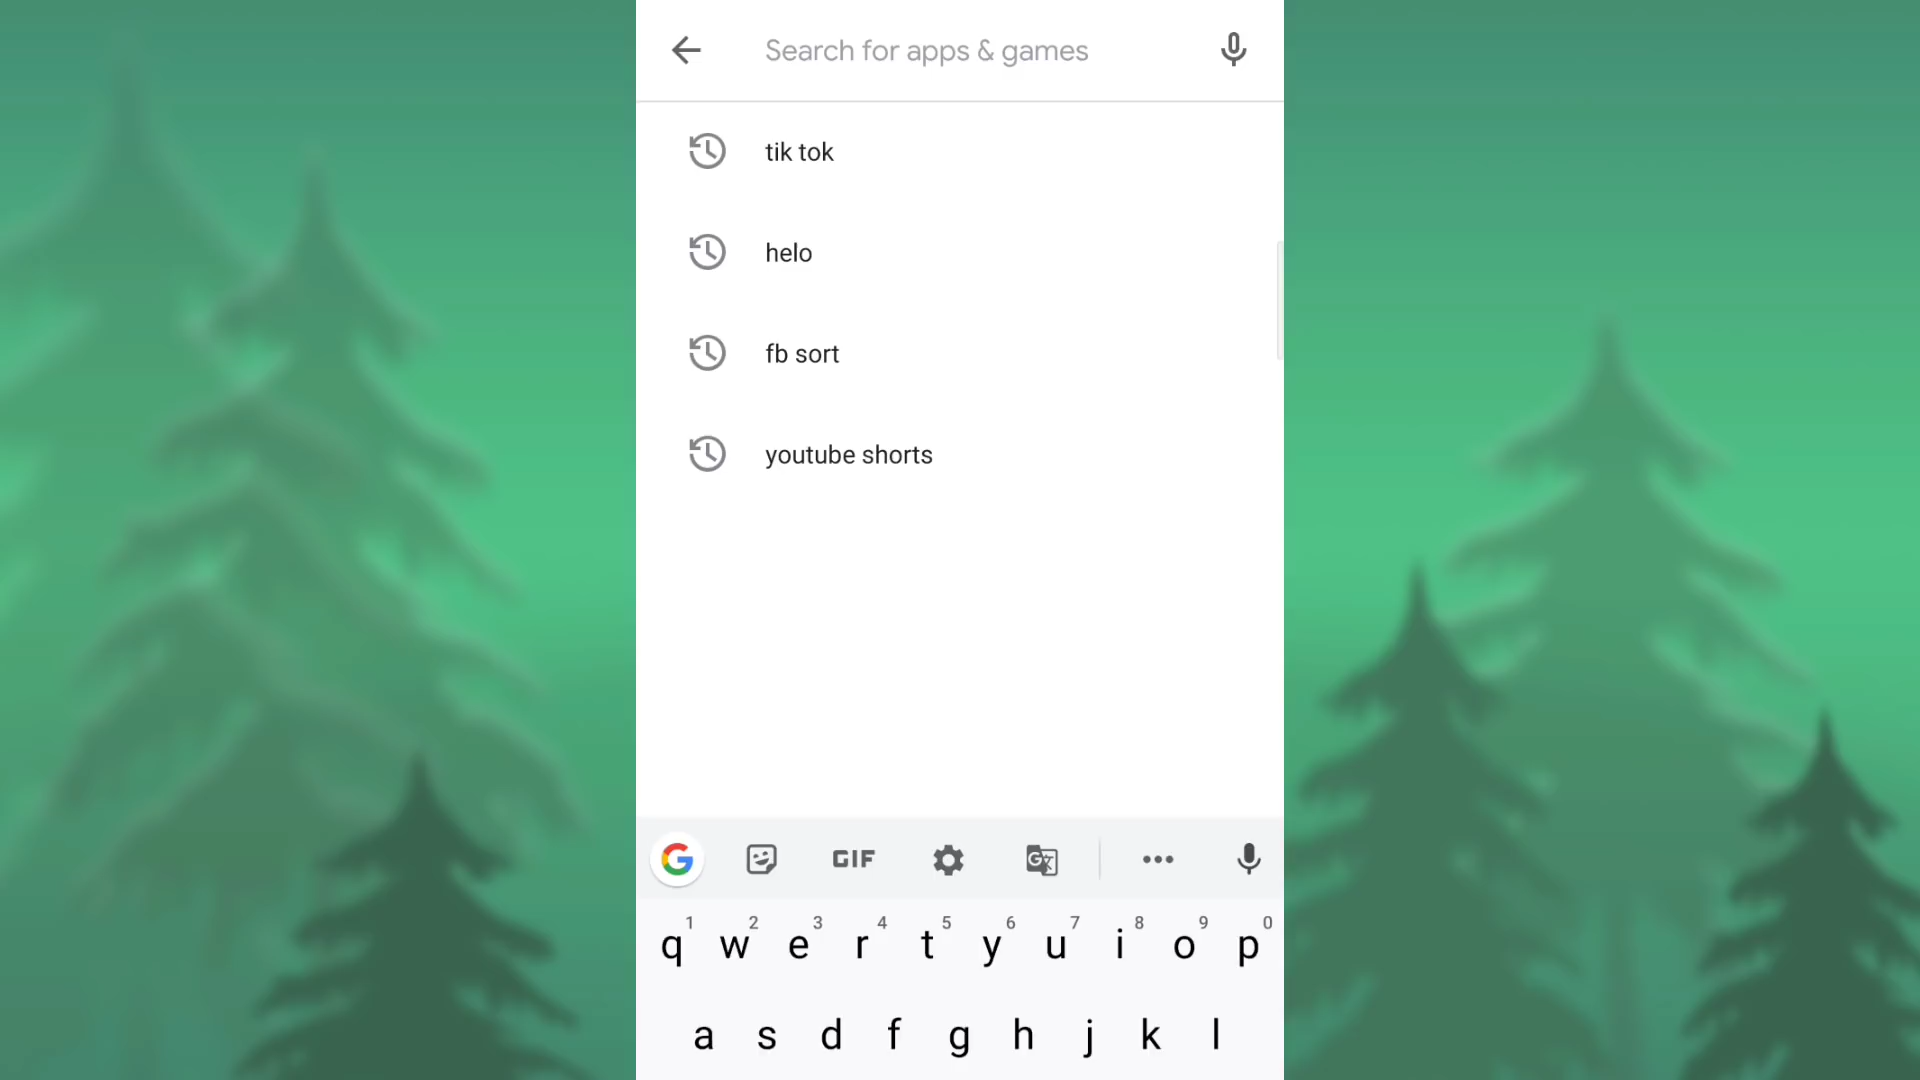 Search for apps & games
tik tok
helo
fb sort
youtube shorts
G GIF G
1 2 3 4 5 6 7 8 9 0
q w e r t y u i o p
a s d f g h j k l